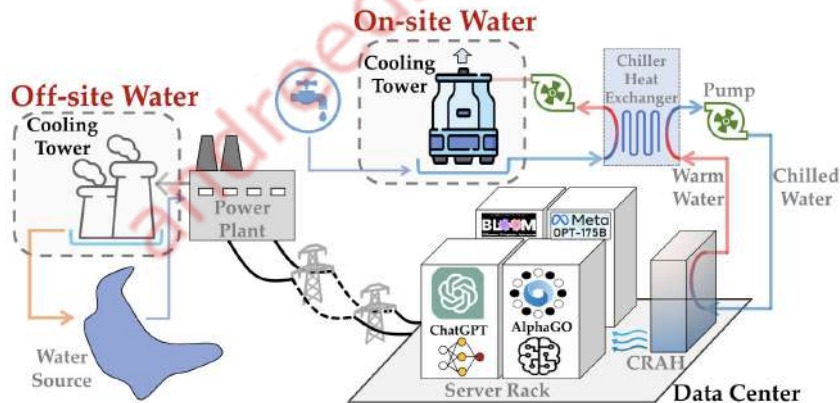 On-site Water
Off-site Water
Cooling
Tower
Cooling
Tower
Chiller
Heat
Exchanger
Pump
Power
Plant
Warm
Water
Chilled
Water
BLOOM
Meta
OPT-175B
ChatGPT
AlphaGO
Water
Source
Server Rack
CRAH
Data Center